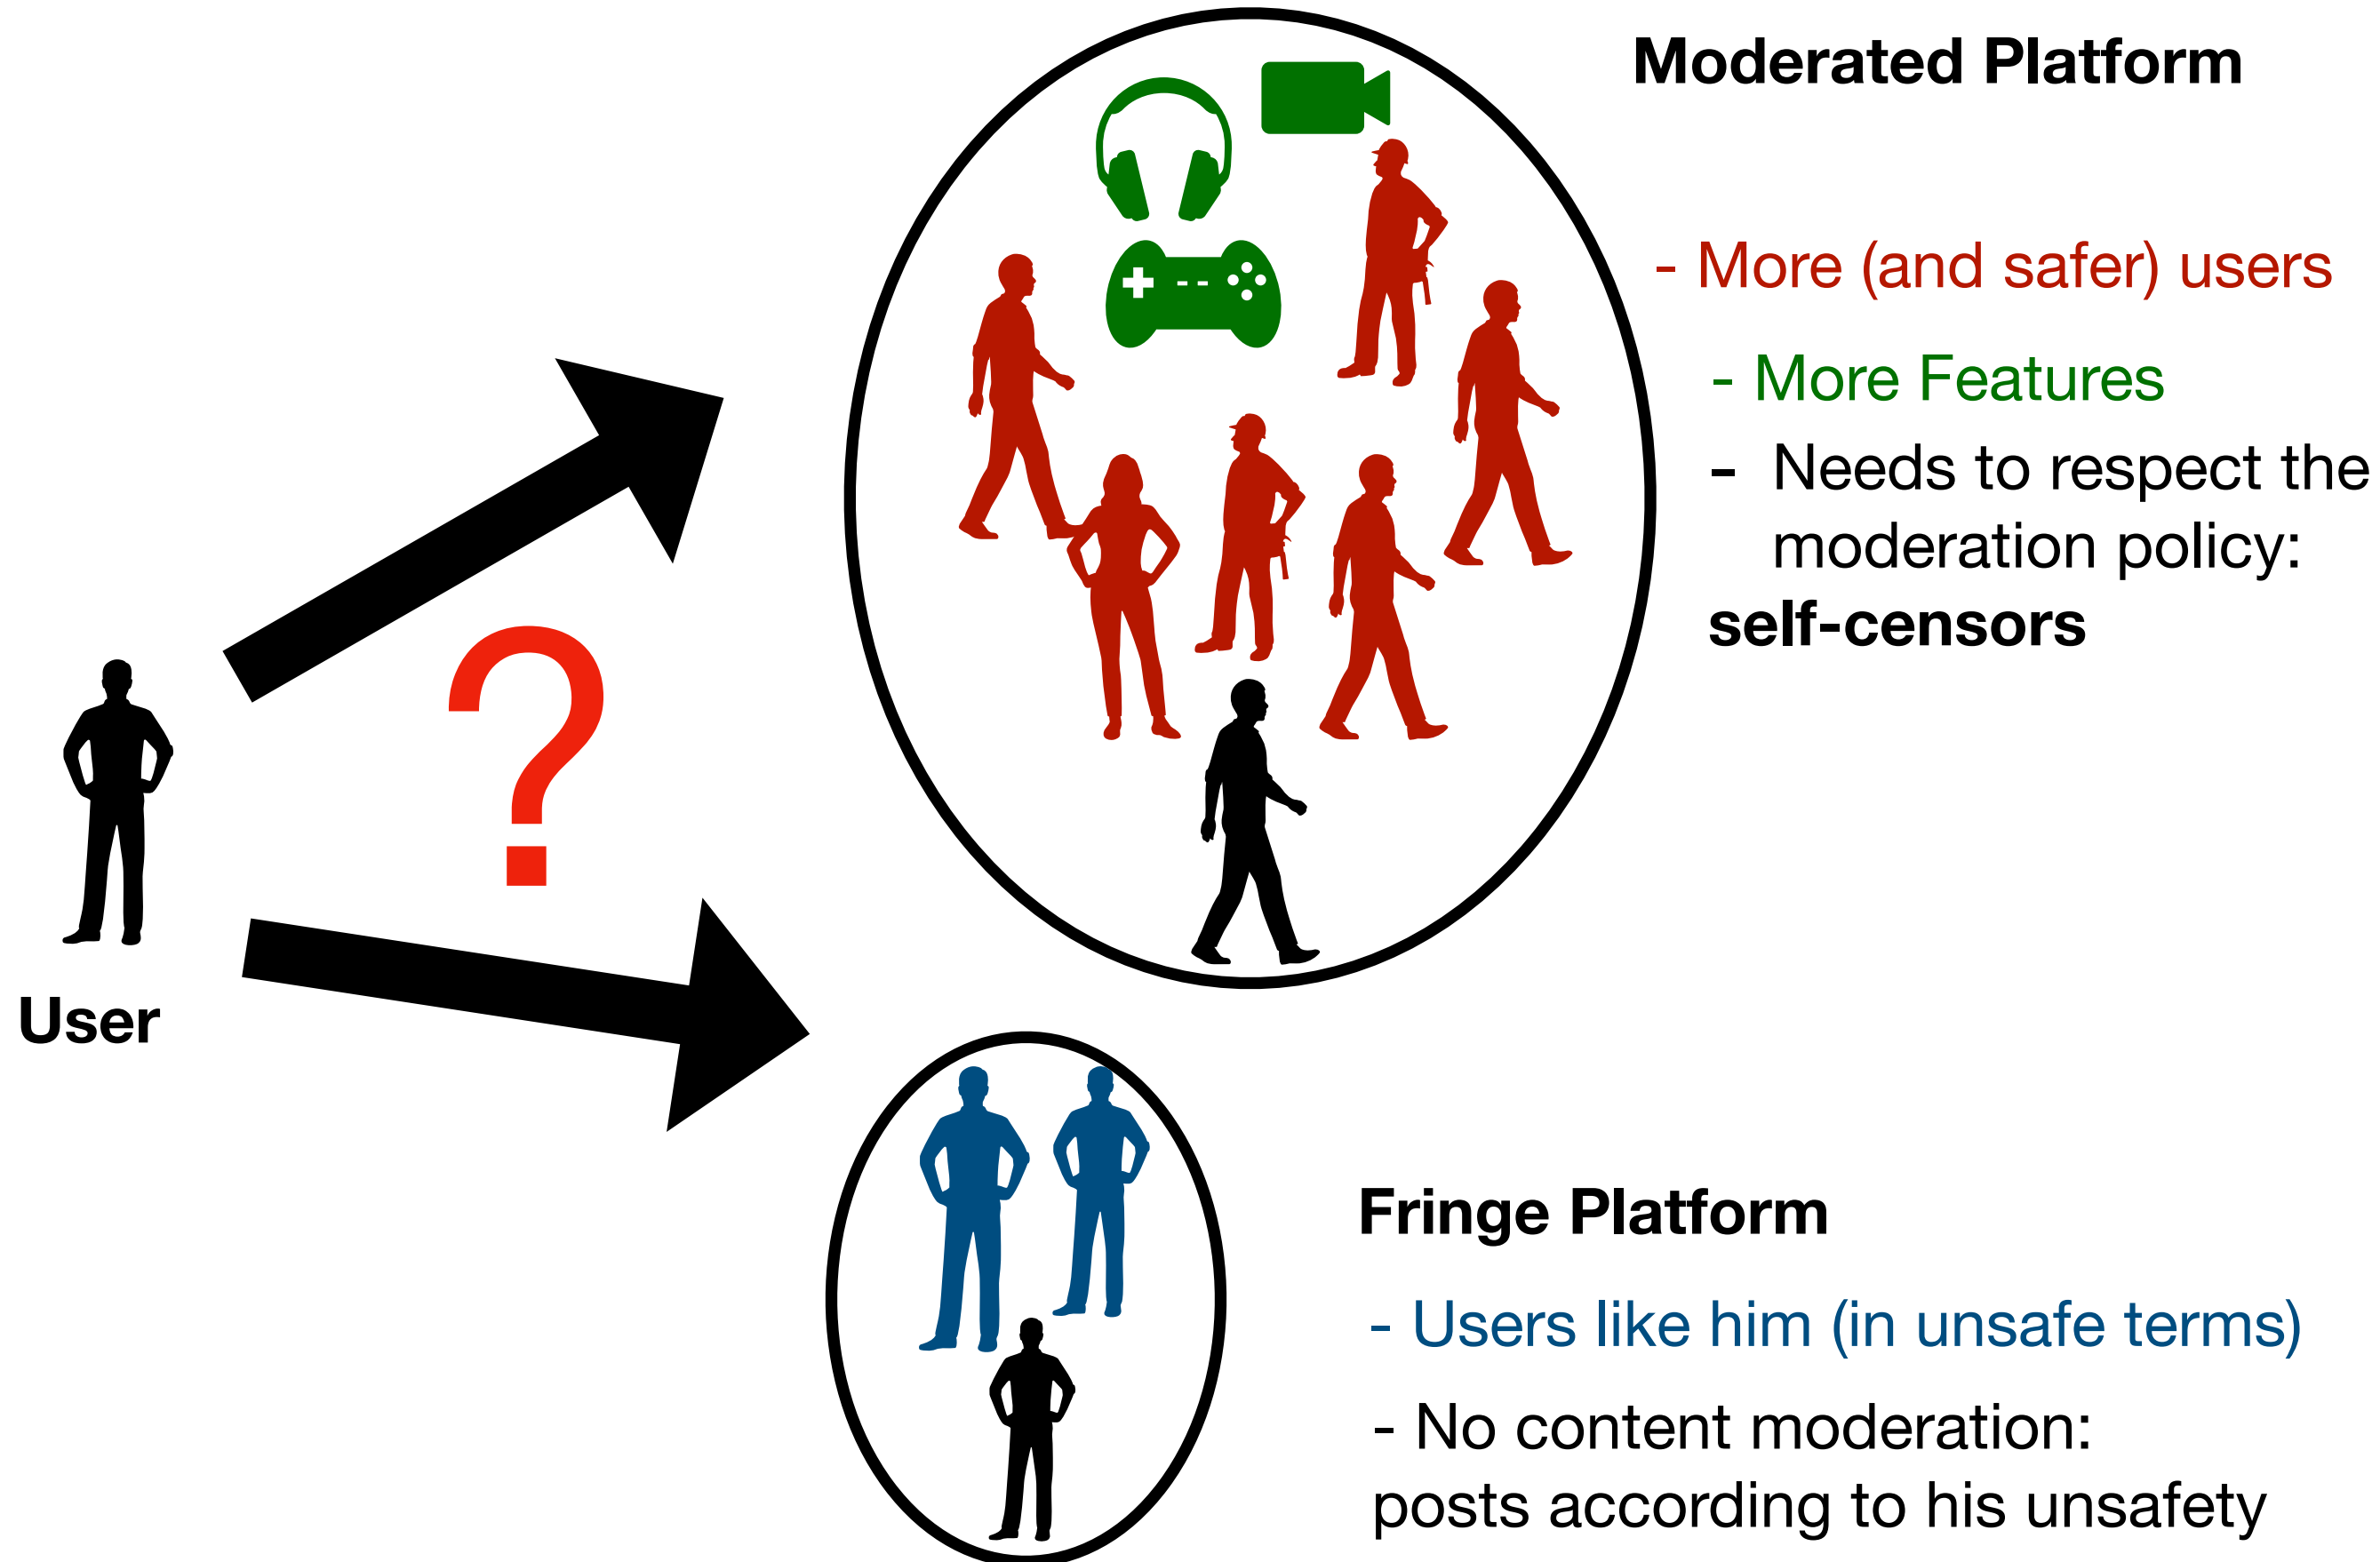 Moderated Platform
- More (and safer) users
- More Features
- Needs to respect the
moderation policy:
self-censors
?
User
Fringe Platform
- Users like him (in unsafe terms)
- No content moderation:
posts according to his unsafety